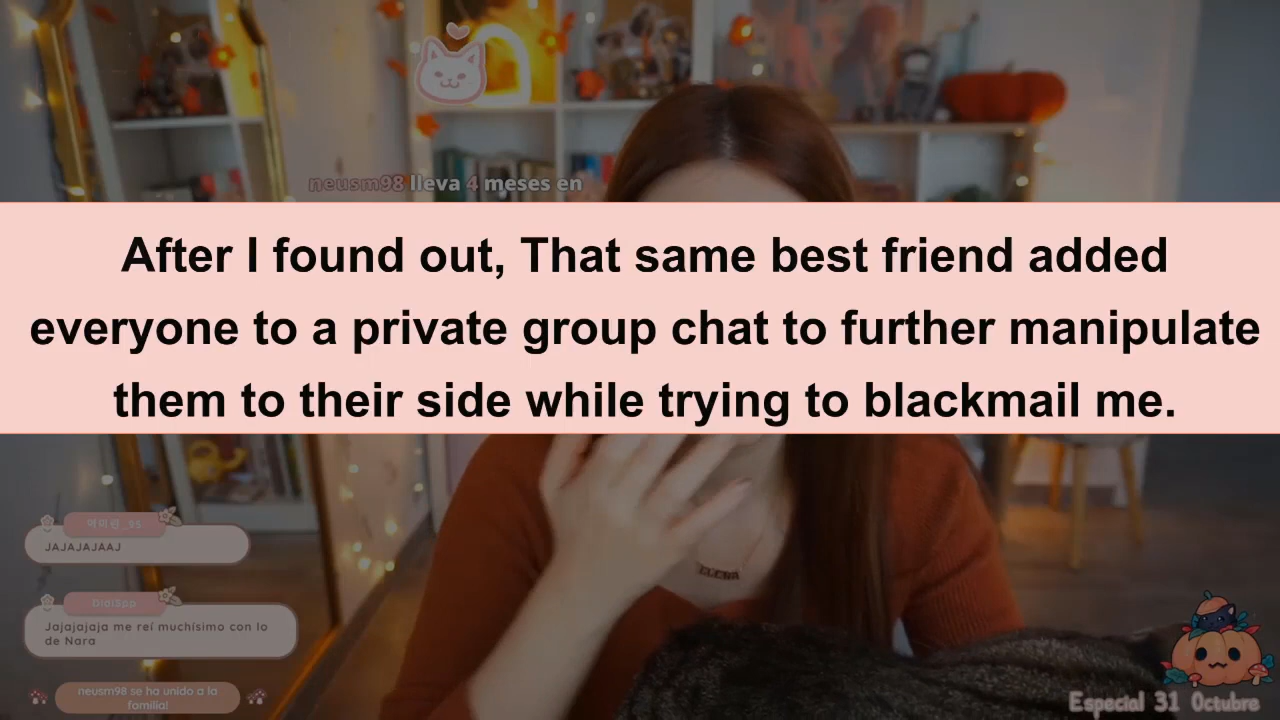 neusm98 lleva 4 meses en
After I found out, That same best friend added
everyone to a private group chat to further manipulate
them to their side while trying to blackmail me.
JAJAJAJAAJ
ELENA
DidiSpp
Jajajajaja me reí muchísimo con lo
de Nara
neusm98 se ha unido a la
familia!
Especial 31 Octubre